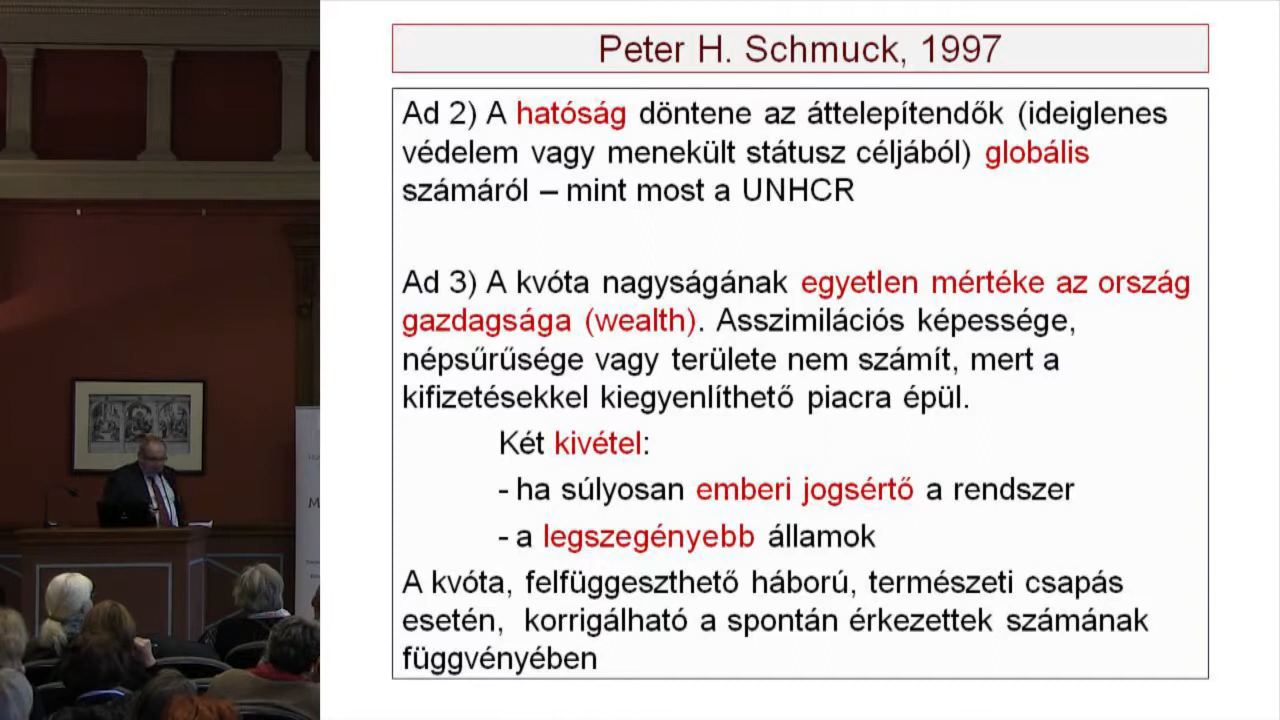 Peter H. Schmuck, 1997
Ad 2) A hatóság döntene az áttelepítendők (ideiglenes
védelem vagy menekült státusz céljából) globális
számáról – mint most a UNHCR
Ad 3) A kvóta nagyságának egyetlen mértéke az ország
gazdagsága (wealth). Asszimilációs képessége,
népsűrűsége vagy területe nem számít, mert a
kifizetésekkel kiegyenlíthető piacra épül.
Két kivétel:
- ha súlyosan emberi jogsértő a rendszer
- a legszegényebb államok
A kvóta, felfüggeszthető háború, természeti csapás
esetén, korrigálható a spontán érkezettek számának
függvényében